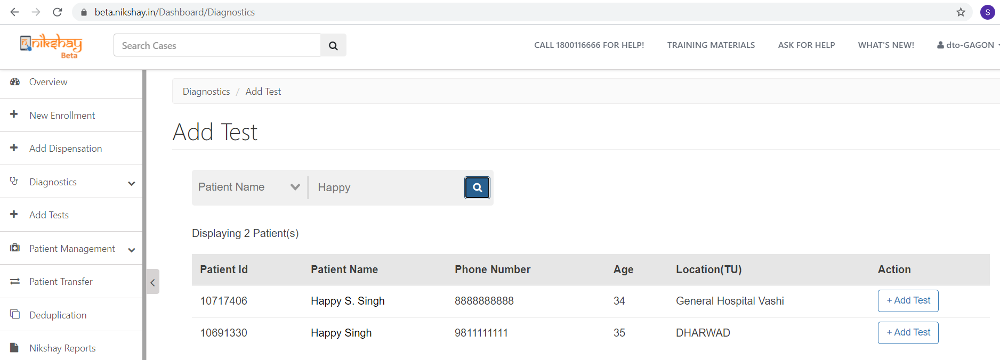 beta.nikshay.in/Dashboard/Diagnostics
S
nikshay
Beta
Search Cases
CALL 1800116666 FOR HELP!
TRAINING MATERIALS
ASK FOR HELP
WHAT'S NEW!
dto-GAGON
Overview
New Enrollment
Add Dispensation
Diagnostics
Add Tests
Patient Management
Patient Transfer
Deduplication
Nikshay Reports
Diagnostics / Add Test
Add Test
Patient Name Happy
Displaying 2 Patient(s)
Patient Id Patient Name Phone Number Age Location(TU) Action
10717406 Happy S. Singh 8888888888 34 General Hospital Vashi + Add Test
10691330 Happy Singh 9811111111 35 DHARWAD + Add Test